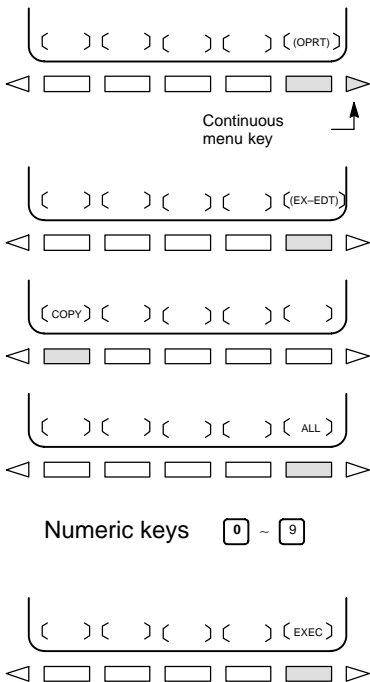 (OPRT)
Continuous
menu key
(EX–EDT)
COPY
ALL
Numeric keys 0 ~ 9
EXEC